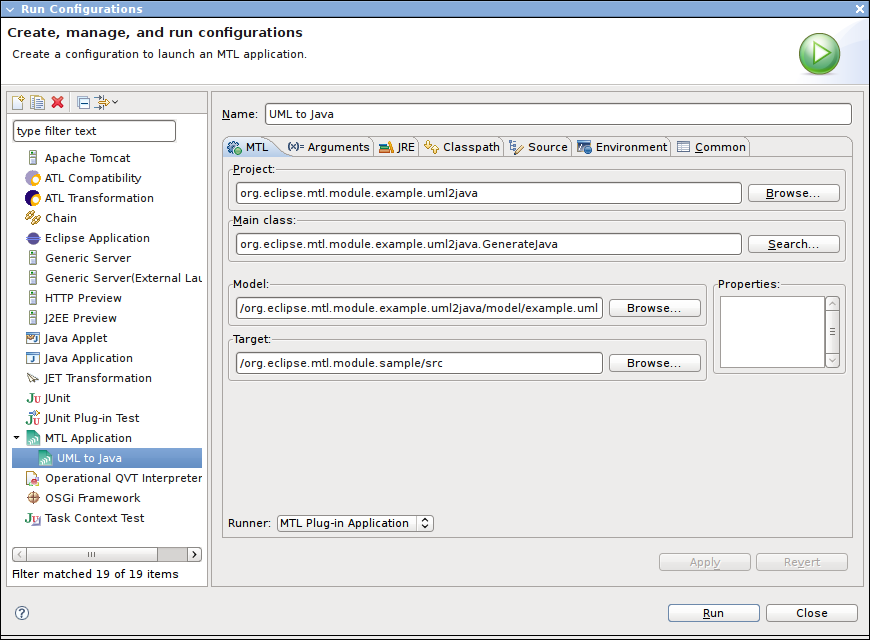 Run Configurations
Create, manage, and run configurations
Create a configuration to launch an MTL application.
type filter text
Apache Tomcat
ATL Compatibility
ATL Transformation
Chain
Eclipse Application
Generic Server
Generic Server(External Lau
HTTP Preview
J2EE Preview
Java Applet
Java Application
JET Transformation
JUnit
JUnit Plug-in Test
MTL Application
UML to Java
Operational QVT Interpreter
OSGi Framework
Task Context Test
Filter matched 19 of 19 items
Name: UML to Java
MTL (x)= Arguments JRE Classpath Source Environment Common
Project:
org.eclipse.mtl.module.example.uml2java Browse...
Main class:
org.eclipse.mtl.module.example.uml2java.GenerateJava Search...
Model: Properties:
/org.eclipse.mtl.module.example.uml2java/model/example.uml Browse...
Target:
/org.eclipse.mtl.module.sample/src Browse...
Runner: MTL Plug-in Application
Apply Revert
Run Close